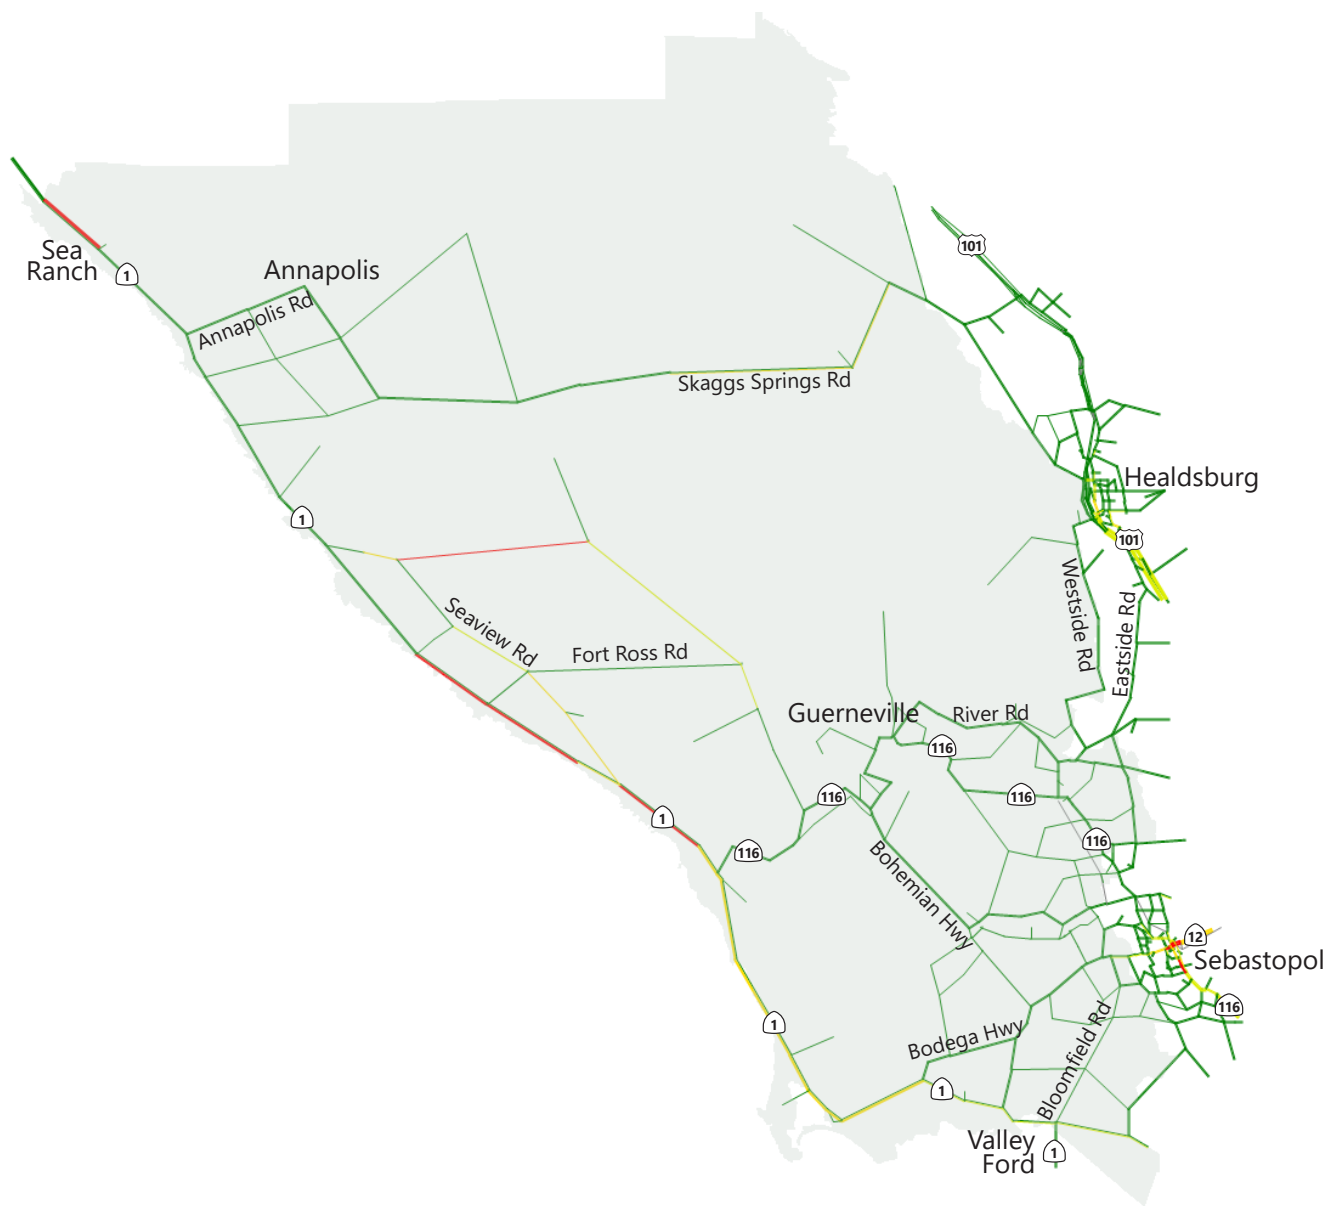 101
Sea
Ranch
1
Annapolis
Annapolis Rd
Skaggs Springs Rd
Healdsburg
1
101
Westside Rd
Eastside Rd
Seaview Rd
Fort Ross Rd
Guerneville
River Rd
116
116
116
1
116
116
Bohemian Hwy
12
Sebastopol
116
1
Bodega Hwy
Bloomfield Rd
1
Valley
Ford
1